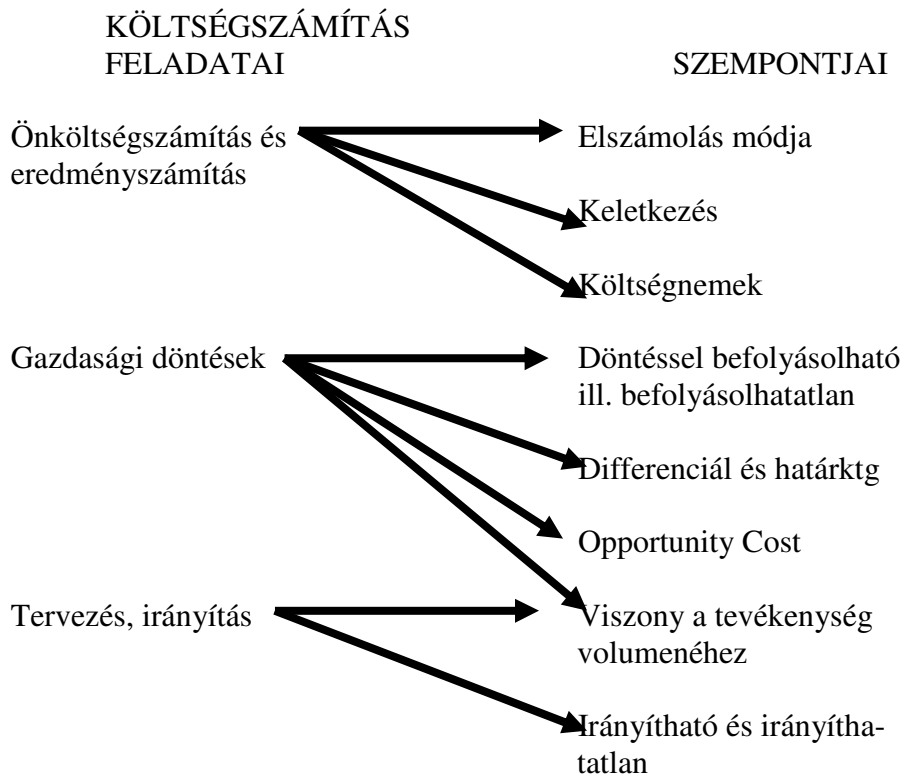 KÖLTSÉGSZÁMÍTÁS
FELADATAI
SZEMPONTJAI
Önköltségszámítás és
eredményszámítás
Elszámolás módja
Keletkezés
Költségnemek
Gazdasági döntések
Döntéssel befolyásolható
ill. befolyásolhatatlan
Differenciál és határktg
Opportunity Cost
Tervezés, irányítás
Viszony a tevékenység
volumenéhez
Irányítható és irányítha-
tatlan